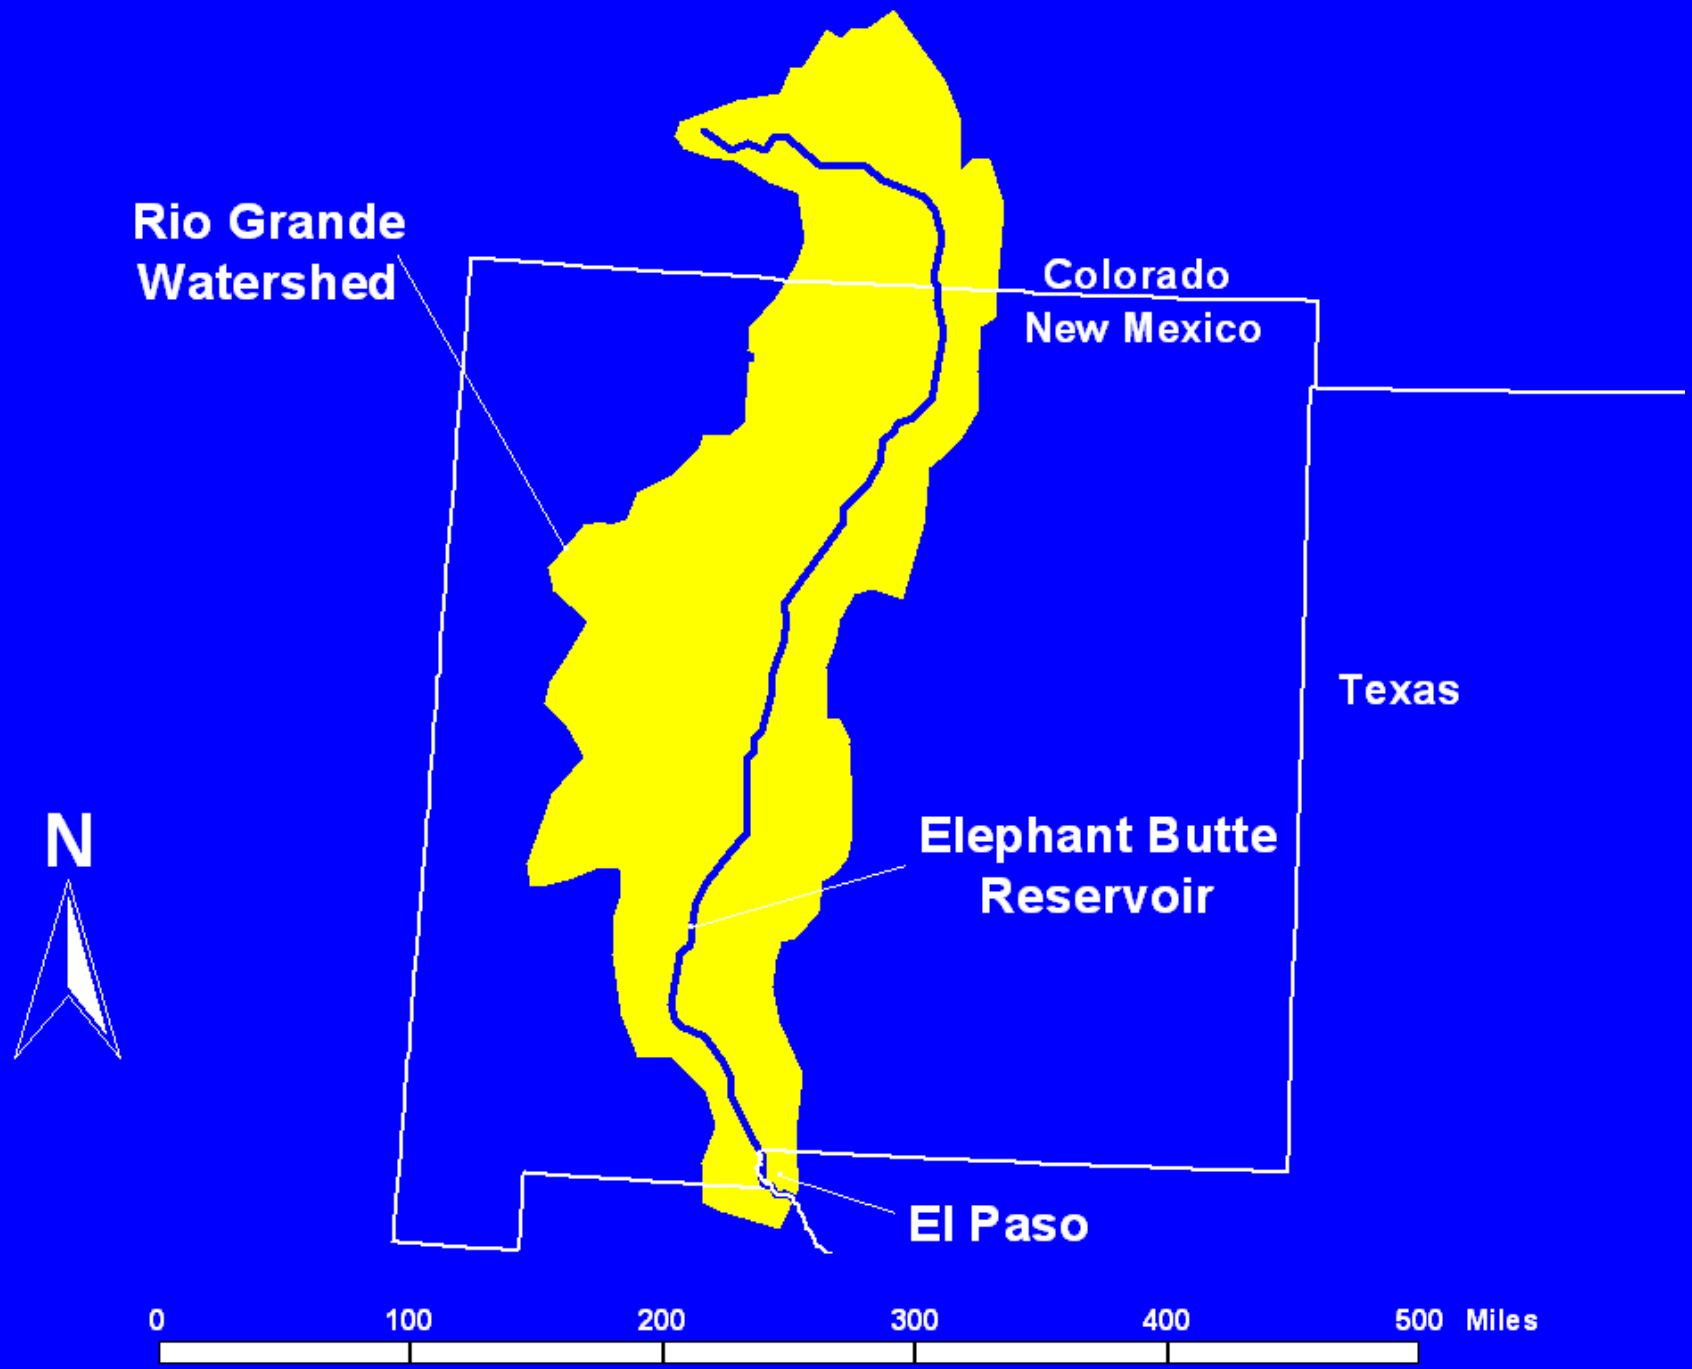 Rio Grande
Watershed
Colorado
New Mexico
Texas
N
Elephant Butte
Reservoir
El Paso
0 100 200 300 400 500 Miles